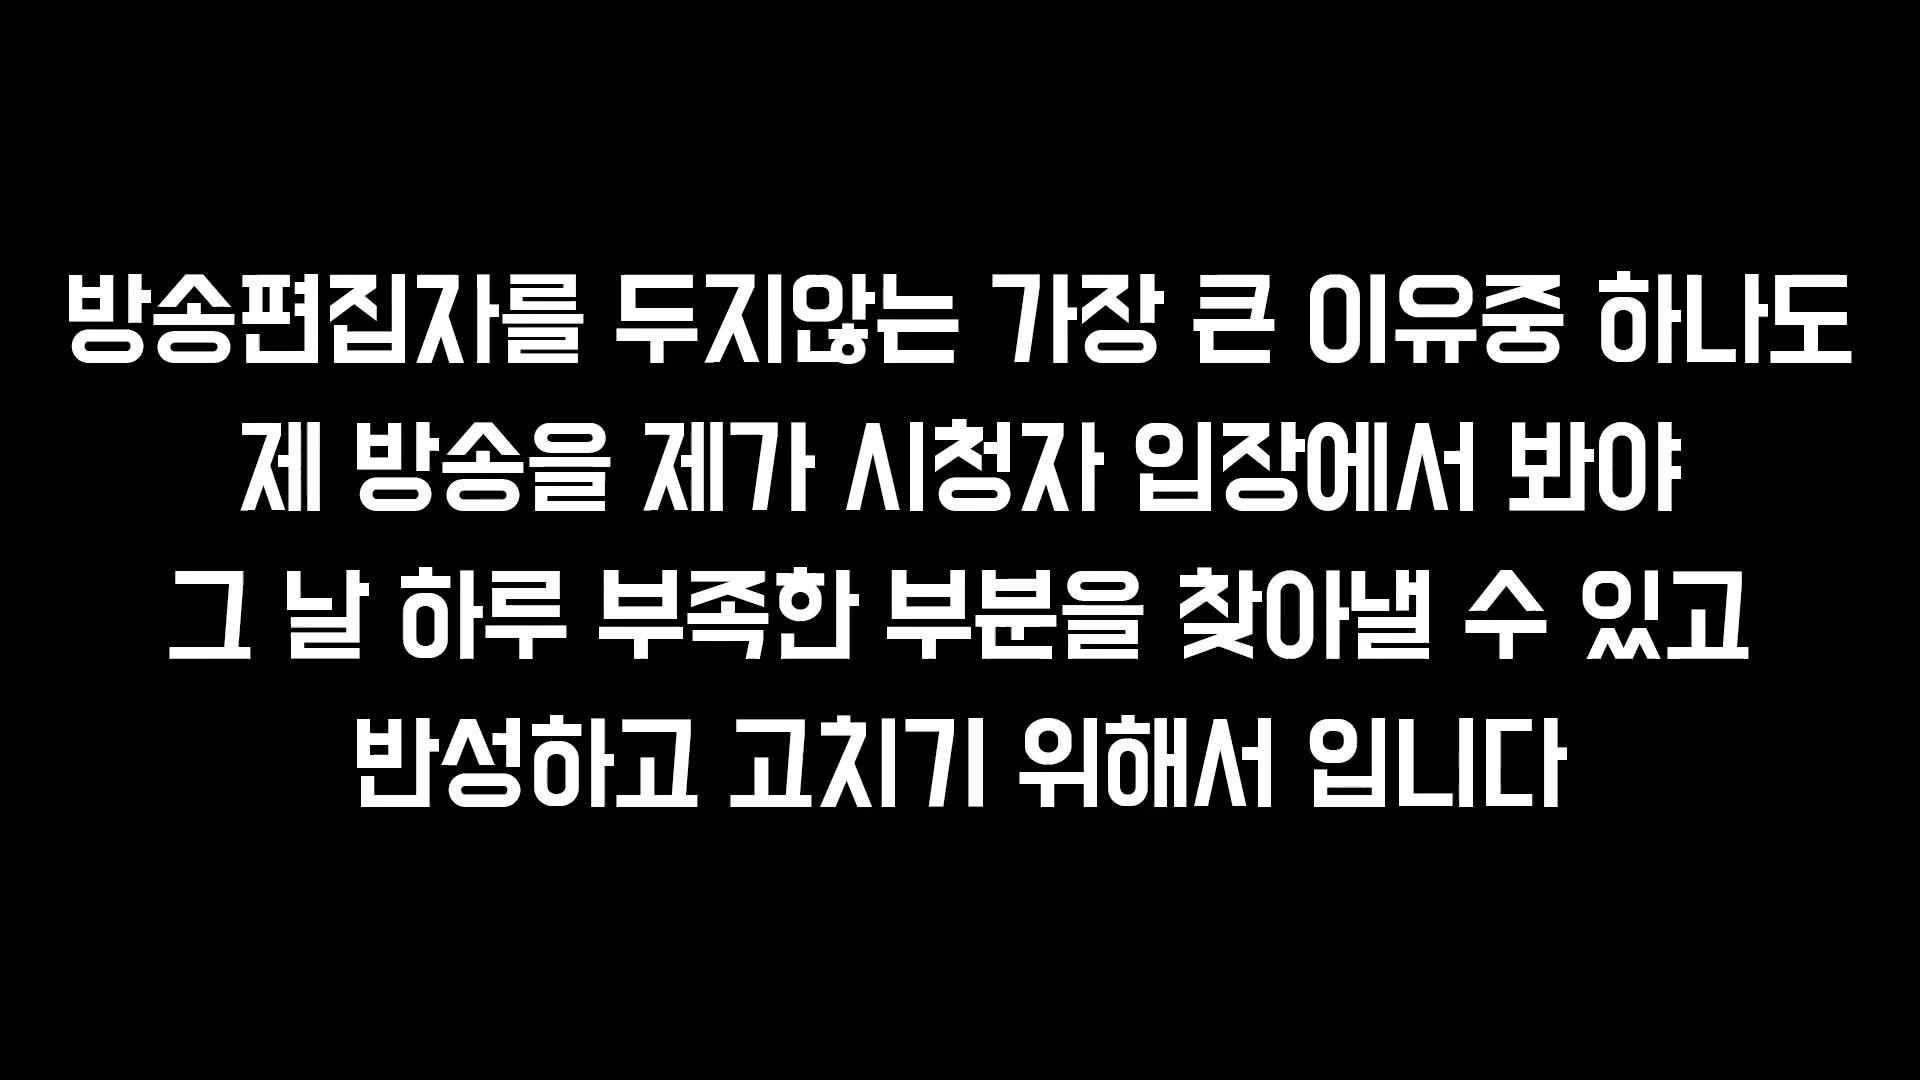 방송편집자를 두지않는 가장 큰 이유중 하나도
제 방송을 제가 시청자 입장에서 봐야
그 날 하루 부족한 부분을 찾아낼 수 있고
반성하고 고치기 위해서 입니다